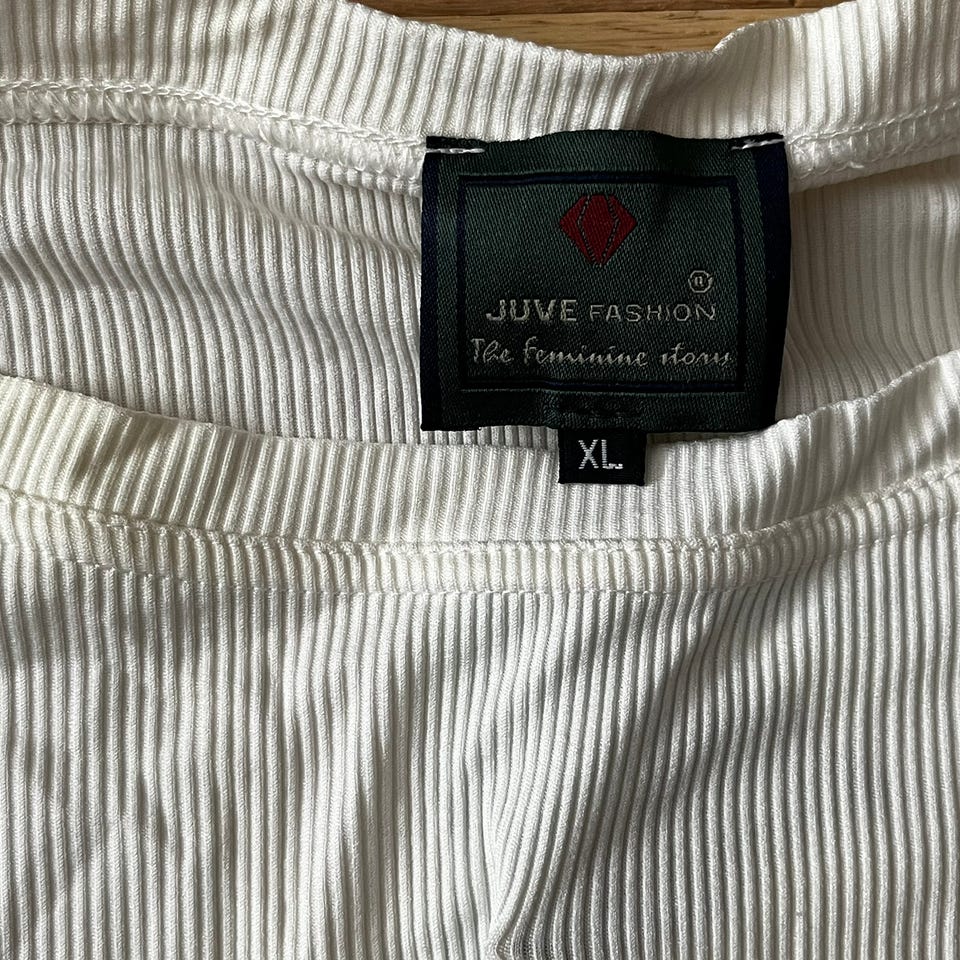 ®
JUVE FASHION
The feminine story
XL